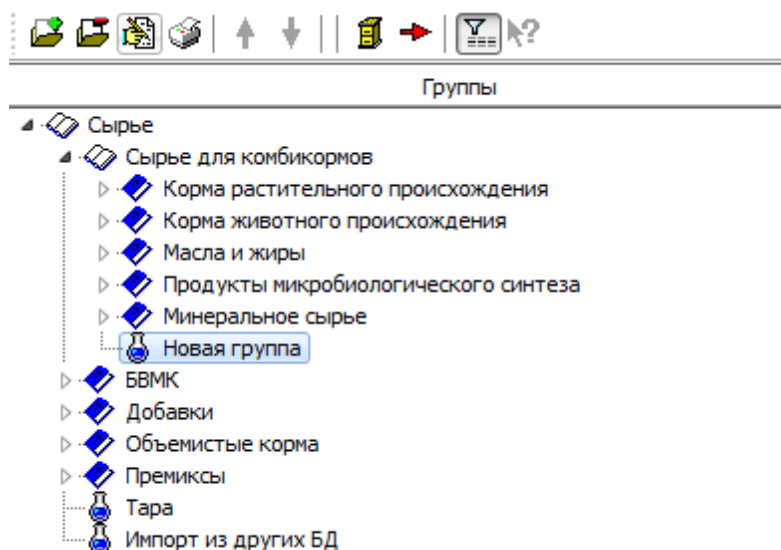 Группы
Сырье
Сырье для комбикормов
Корма растительного происхождения
Корма животного происхождения
Масла и жиры
Продукты микробиологического синтеза
Минеральное сырье
Новая группа
БВМК
Добавки
Объемистые корма
Премиксы
Тара
Импорт из других БД